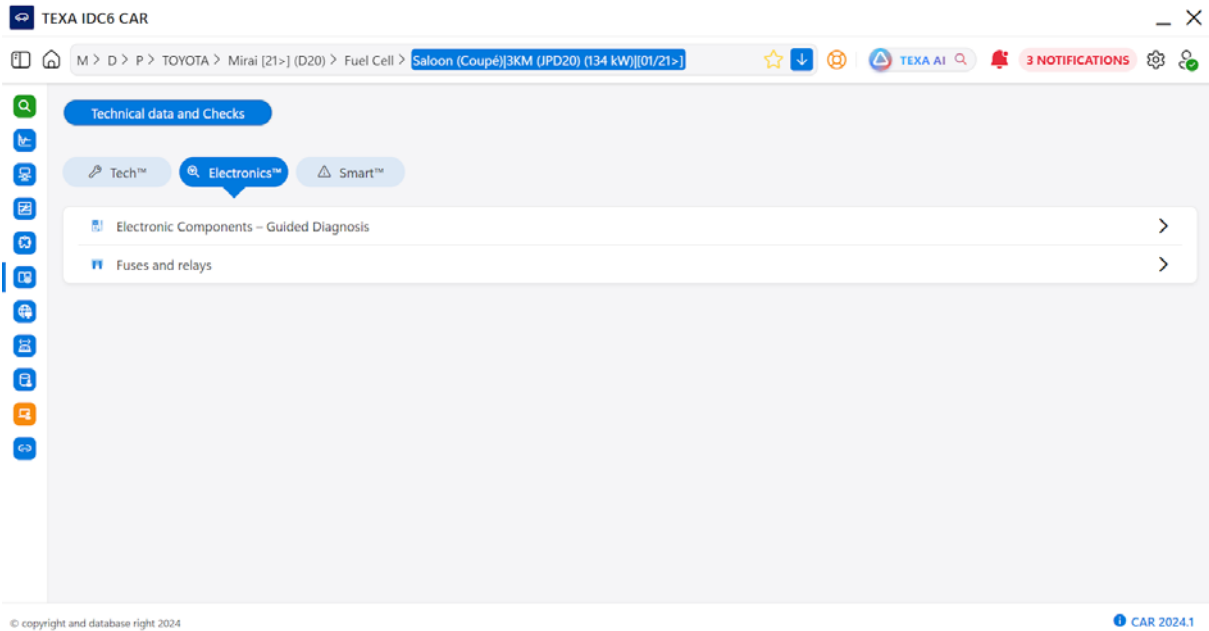 TEXA IDC6 CAR
M > D > P > TOYOTA > Mirai [21>] (D20) > Fuel Cell > Saloon (Coupé)|3KM (JPD20) (134 kW)|[01/21>]
TEXA AI
3 NOTIFICATIONS
Technical data and Checks
Tech™
Electronics™
Smart™
Electronic Components – Guided Diagnosis
Fuses and relays
© copyright and database right 2024
CAR 2024.1